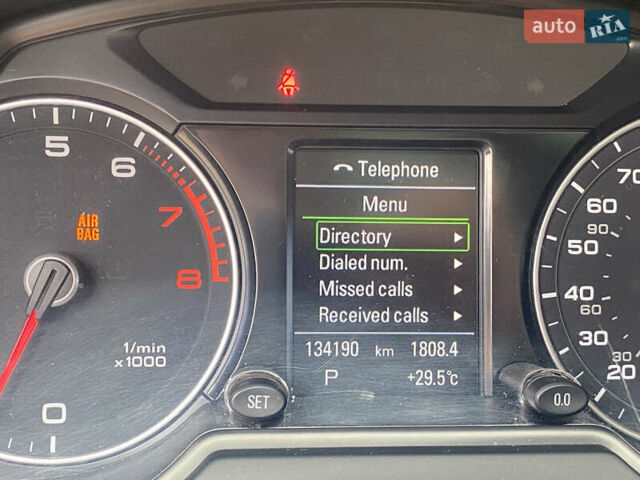 auto RIA .com
Telephone
Menu
Directory
Dialed num.
Missed calls
Received calls
134190 km 1808.4
P +29.5°c
SET
0.0
5
6
7
8
AIR
BAG
1/min
x1000
0
70
60
90
50
40
60
30
30
20